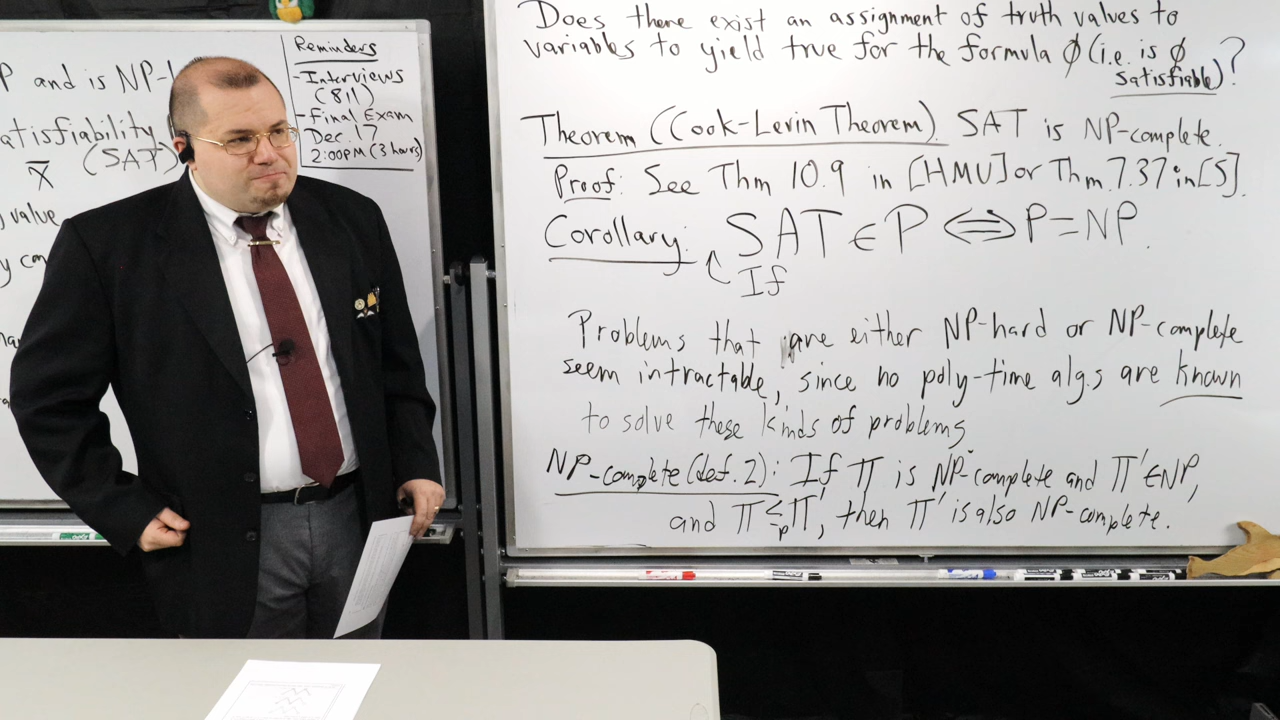 P and is NP-
atisfiability
x̅ (SAT)
value
y con
Reminders
- Interviews
(811)
- Final Exam
Dec. 17
2:00PM (3 hours)
Does there exist an assignment of truth values to
variables to yield true for the formula ϕ (i.e. is ϕ
satisfiable)?
Theorem (Cook-Levin Theorem). SAT is NP-complete.
Proof: See Thm 10.9 in [HMU] or Thm 7.37 in [S].
Corollary: SAT ∈ P ⟺ P = NP.
If
Problems that are either NP-hard or NP-complete
seem intractable, since no poly-time algs are known
to solve these kinds of problems
NP-complete (def. 2): If Π is NP-complete and Π' ∈ NP,
and Π ≤p Π', then Π' is also NP-complete.